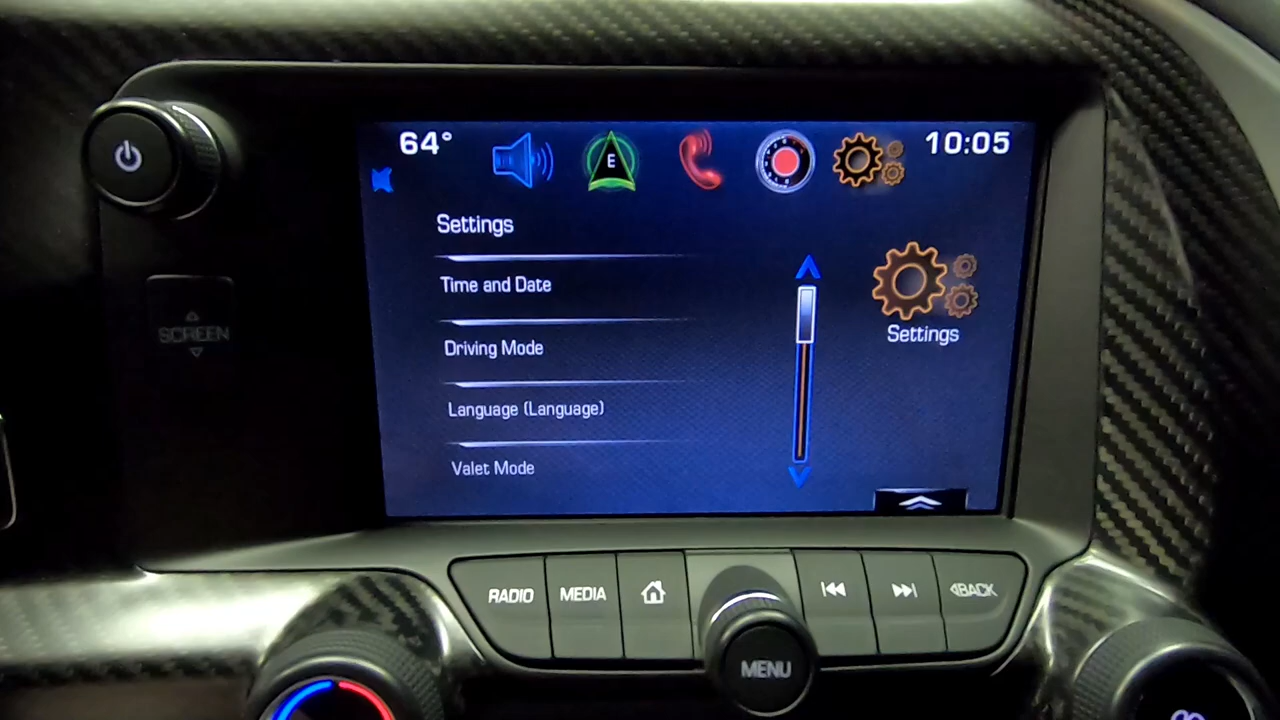 64°
E
10:05
Settings
Time and Date
Driving Mode
Language (Language)
Valet Mode
Settings
SCREEN
RADIO
MEDIA
BACK
MENU